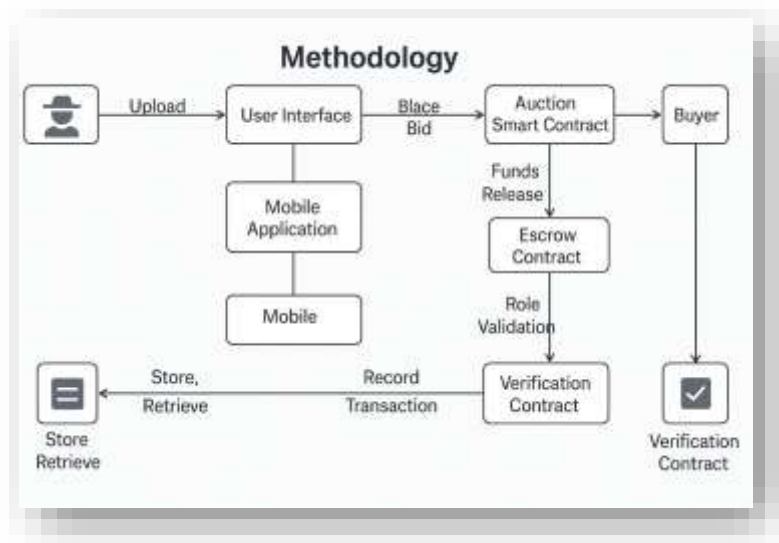 Methodology
Upload
User Interface
Blace
Bid
Auction
Smart Contract
Buyer
Funds
Release
Mobile
Application
Escrow
Contract
Mobile
Role
Validation
Store,
Retrieve
Record
Transaction
Verification
Contract
Store
Retrieve
Verification
Contract